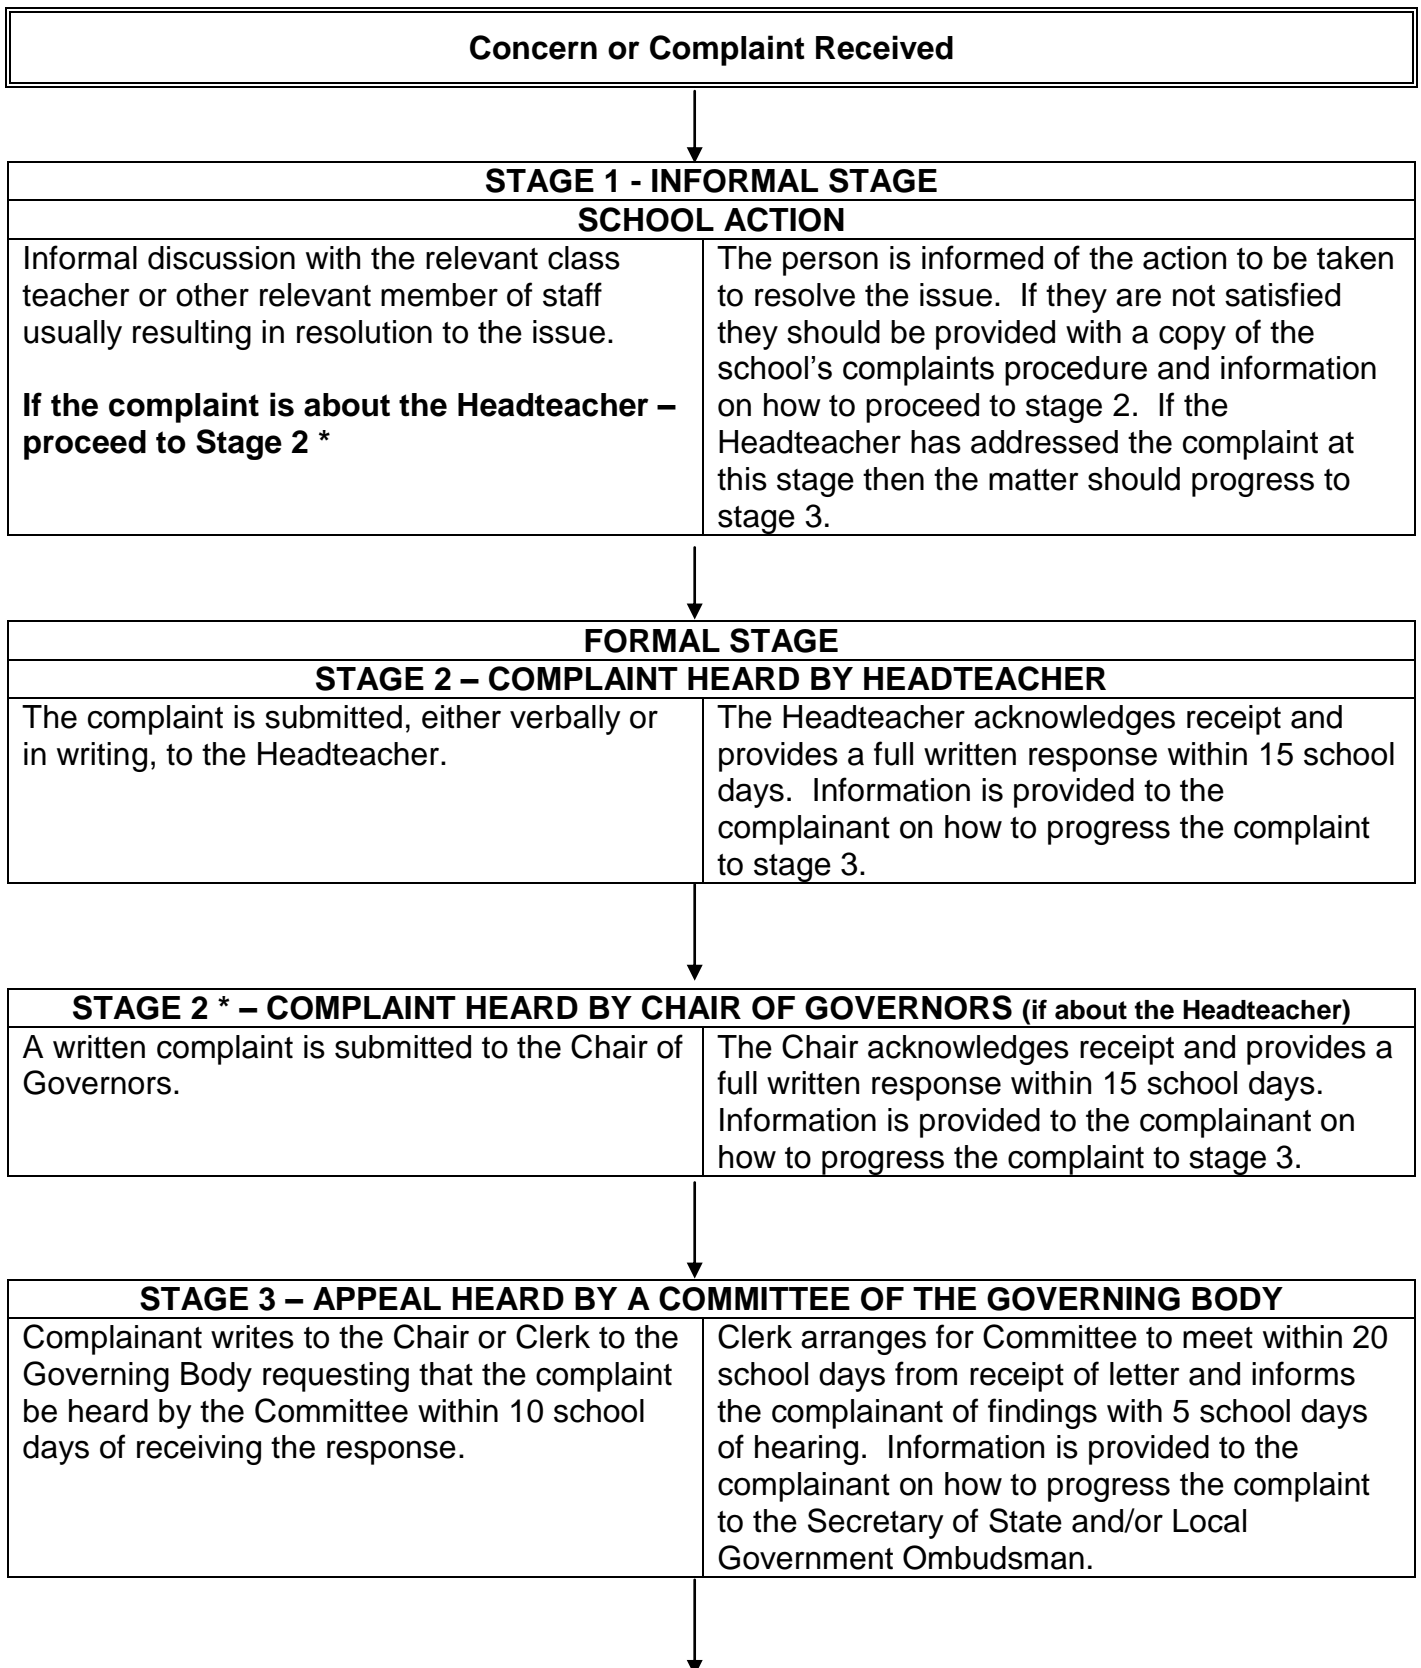 Concern or Complaint Received
STAGE 1 - INFORMAL STAGE
SCHOOL ACTION
Informal discussion with the relevant class
teacher or other relevant member of staff
usually resulting in resolution to the issue.
If the complaint is about the Headteacher –
proceed to Stage 2 *
The person is informed of the action to be taken
to resolve the issue.  If they are not satisfied
they should be provided with a copy of the
school’s complaints procedure and information
on how to proceed to stage 2.  If the
Headteacher has addressed the complaint at
this stage then the matter should progress to
stage 3.
FORMAL STAGE
STAGE 2 – COMPLAINT HEARD BY HEADTEACHER
The complaint is submitted, either verbally or
in writing, to the Headteacher.
The Headteacher acknowledges receipt and
provides a full written response within 15 school
days.  Information is provided to the
complainant on how to progress the complaint
to stage 3.
STAGE 2 * – COMPLAINT HEARD BY CHAIR OF GOVERNORS (if about the Headteacher)
A written complaint is submitted to the Chair of
Governors.
The Chair acknowledges receipt and provides a
full written response within 15 school days.
Information is provided to the complainant on
how to progress the complaint to stage 3.
STAGE 3 – APPEAL HEARD BY A COMMITTEE OF THE GOVERNING BODY
Complainant writes to the Chair or Clerk to the
Governing Body requesting that the complaint
be heard by the Committee within 10 school
days of receiving the response.
Clerk arranges for Committee to meet within 20
school days from receipt of letter and informs
the complainant of findings with 5 school days
of hearing.  Information is provided to the
complainant on how to progress the complaint
to the Secretary of State and/or Local
Government Ombudsman.